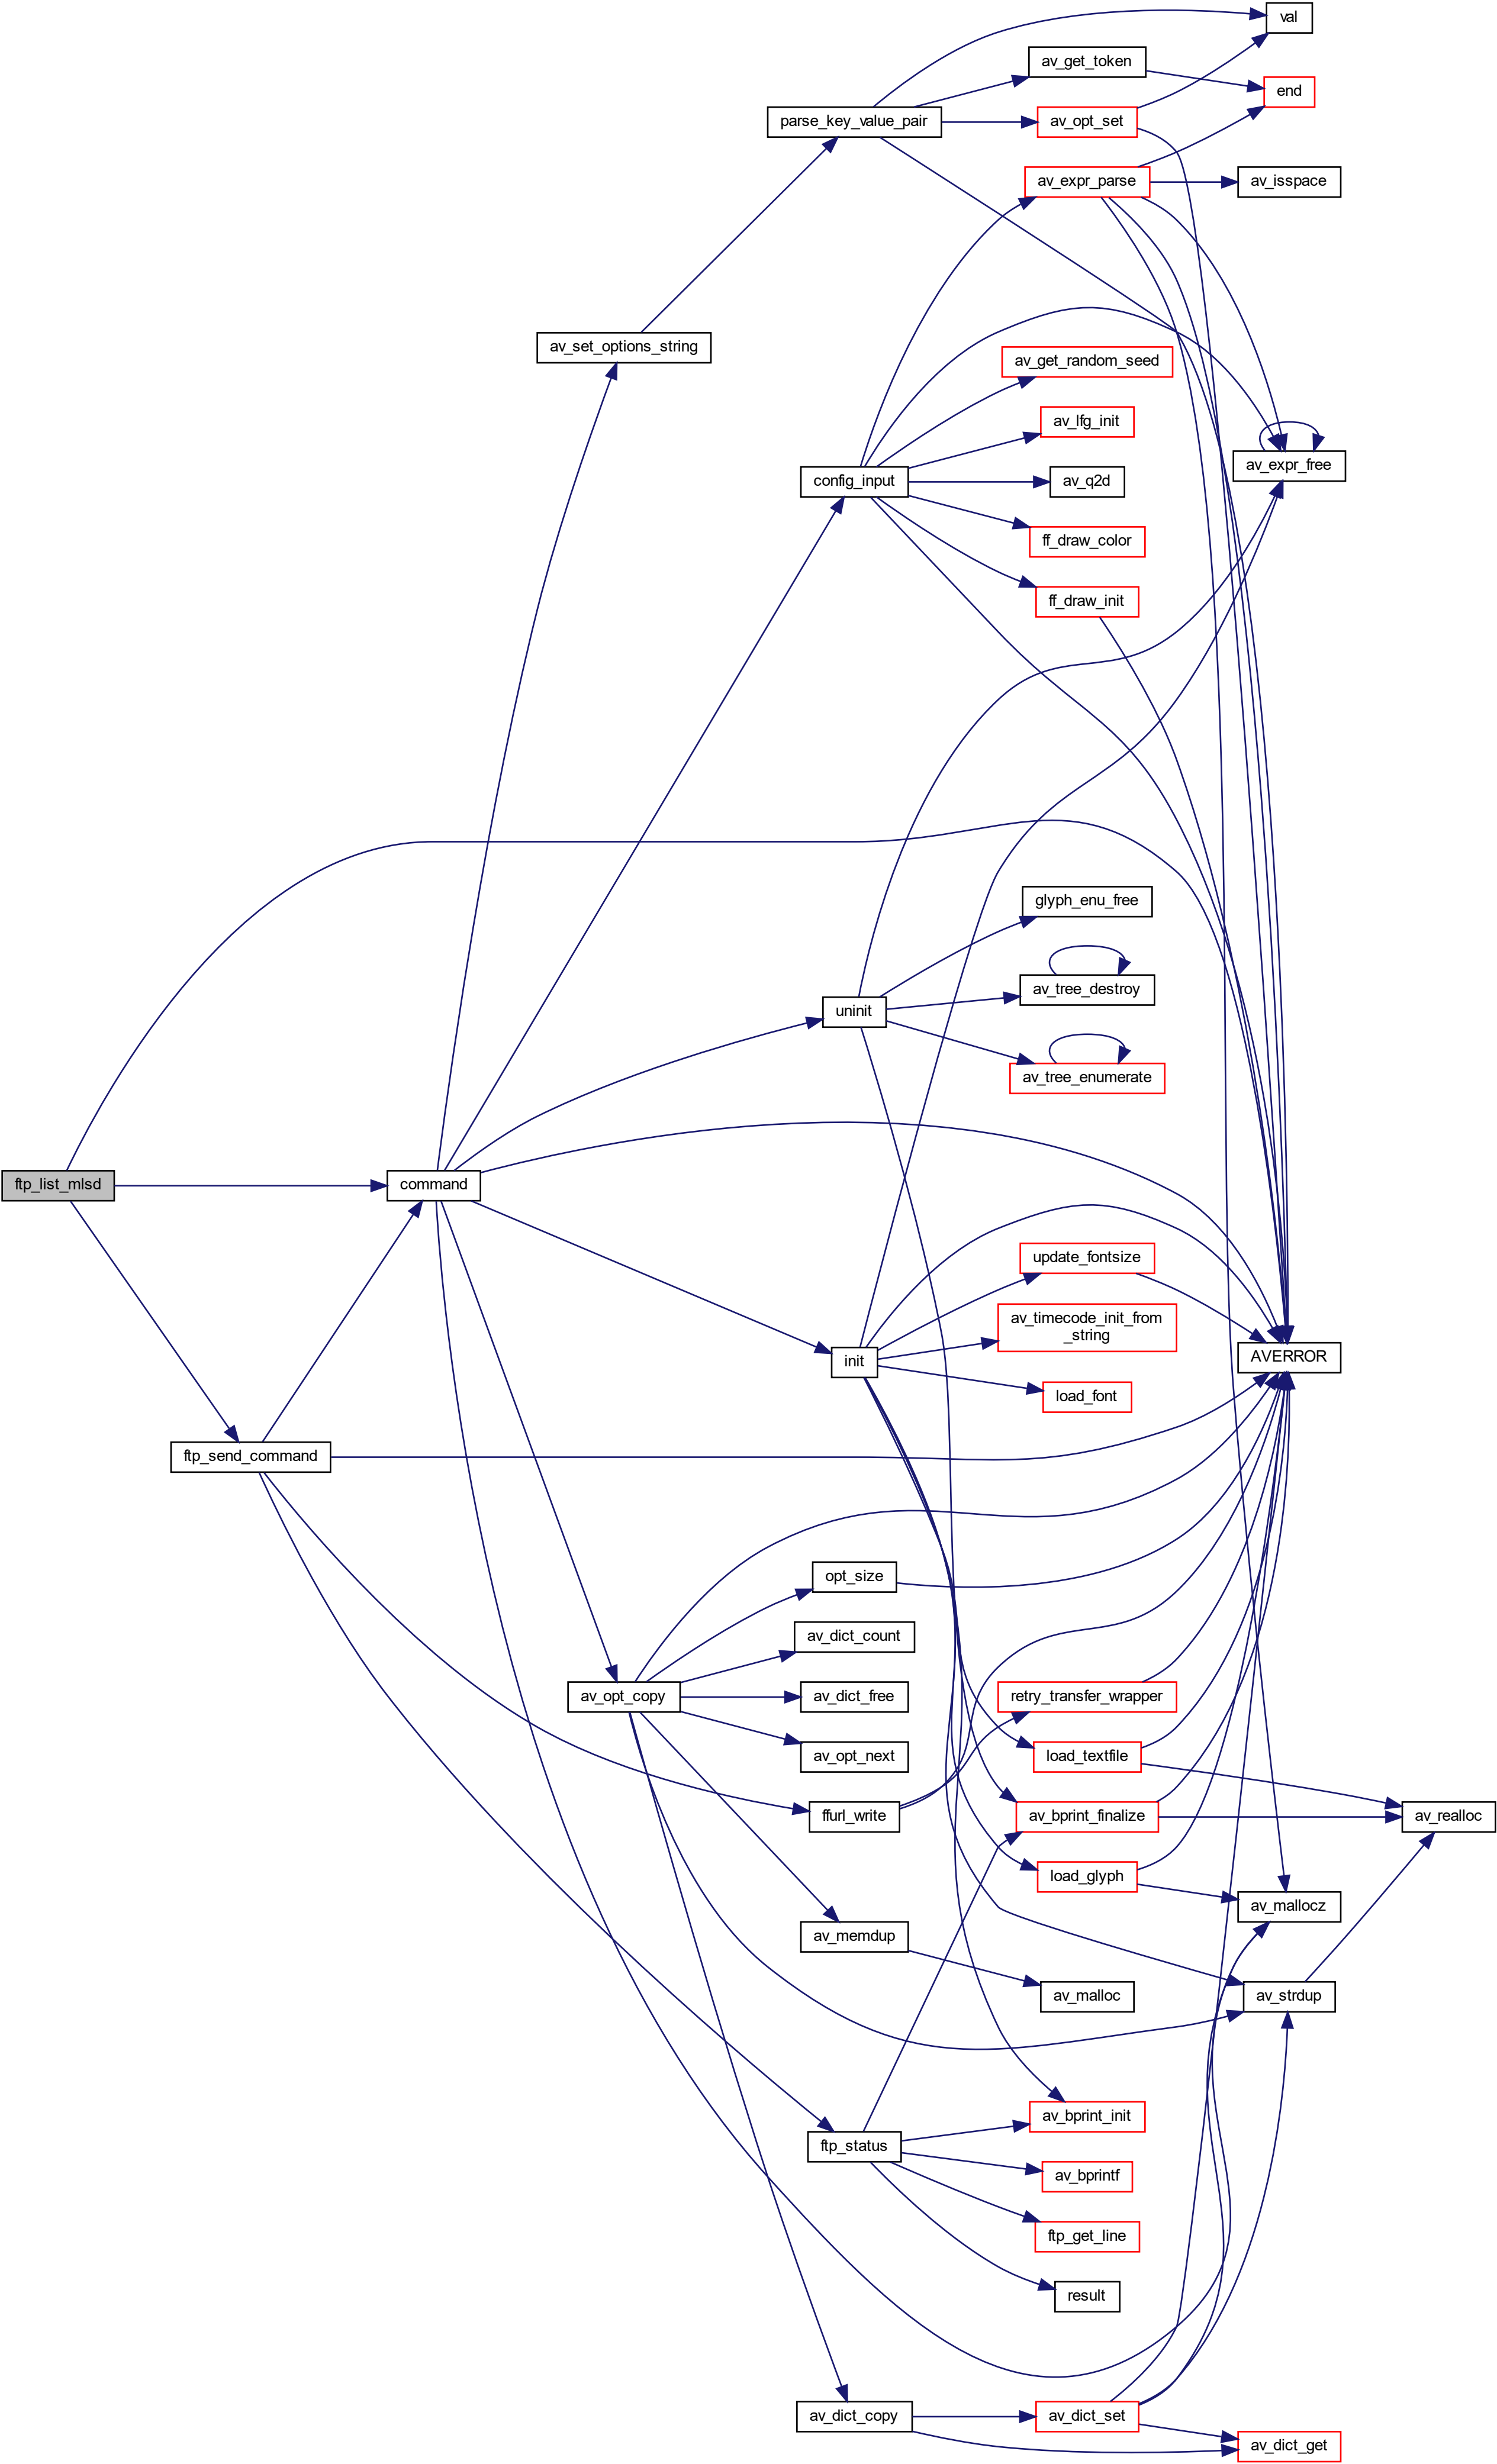 val
av_get_token
end
parse_key_value_pair
av_opt_set
av_expr_parse
av_isspace
av_set_options_string
av_get_random_seed
av_lfg_init
av_expr_free
config_input
av_q2d
ff_draw_color
ff_draw_init
glyph_enu_free
av_tree_destroy
uninit
av_tree_enumerate
ftp_list_mlsd
command
update_fontsize
av_timecode_init_from
_string
init
AVERROR
load_font
ftp_send_command
opt_size
av_dict_count
av_opt_copy
av_dict_free
retry_transfer_wrapper
av_opt_next
load_textfile
ffurl_write
av_bprint_finalize
av_realloc
load_glyph
av_mallocz
av_memdup
av_malloc
av_strdup
av_bprint_init
ftp_status
av_bprintf
ftp_get_line
result
av_dict_copy
av_dict_set
av_dict_get